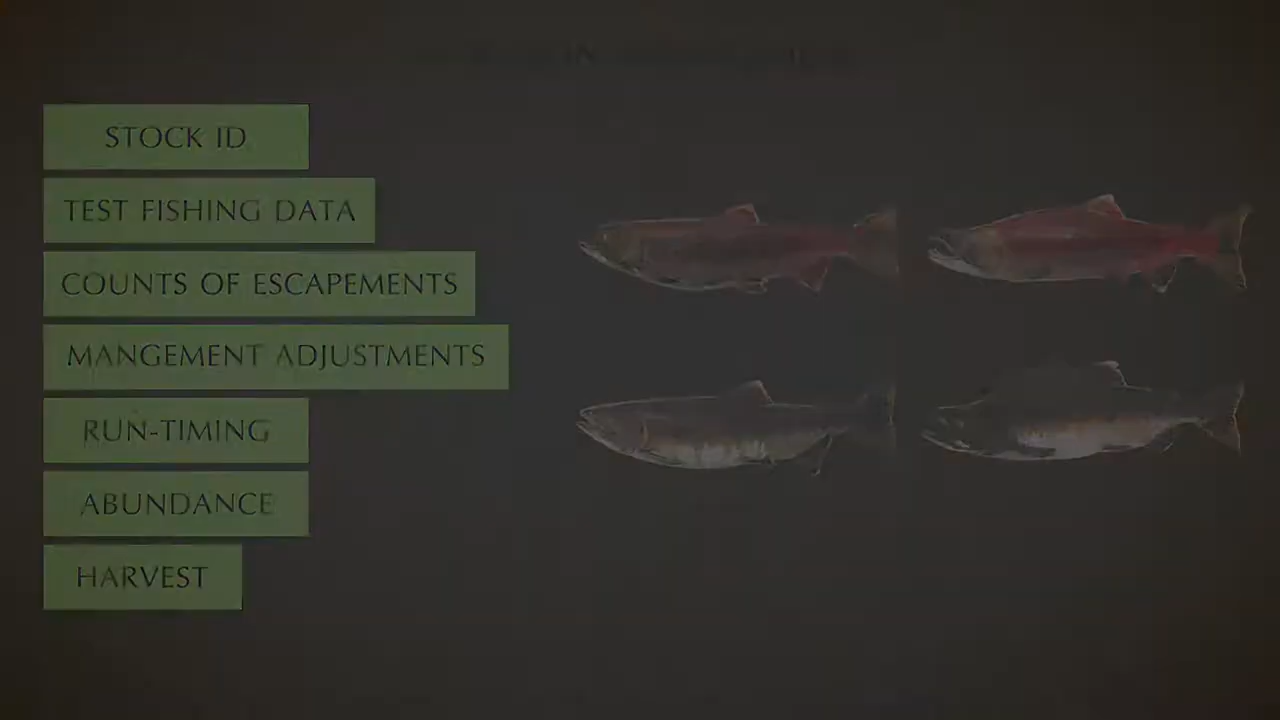 STOCK ID
TEST FISHING DATA
COUNTS OF ESCAPEMENTS
MANGEMENT ADJUSTMENTS
RUN-TIMING
ABUNDANCE
HARVEST